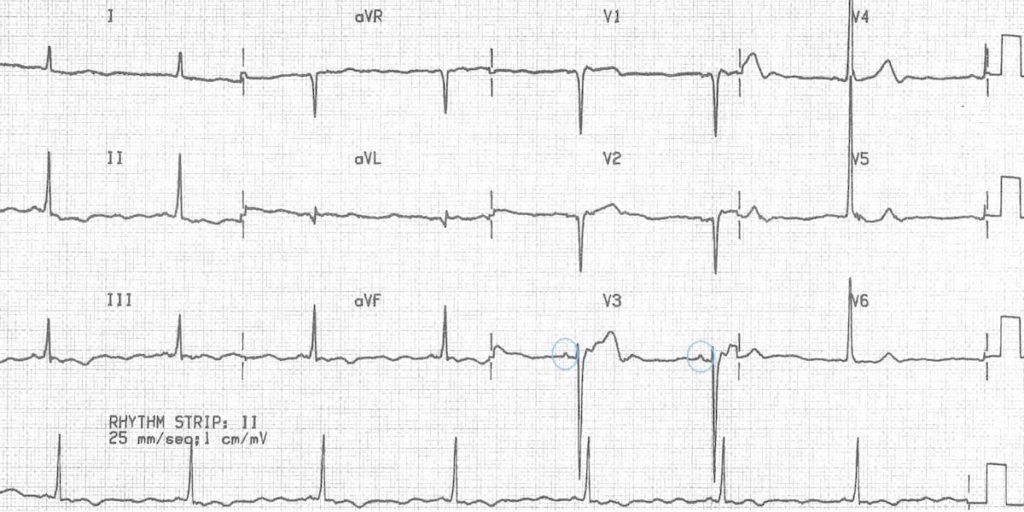 I aVR V1 V4
II aVL V2 V5
III aVF V3 V6
RHYTHM STRIP: II
25 mm/sec;1 cm/mV